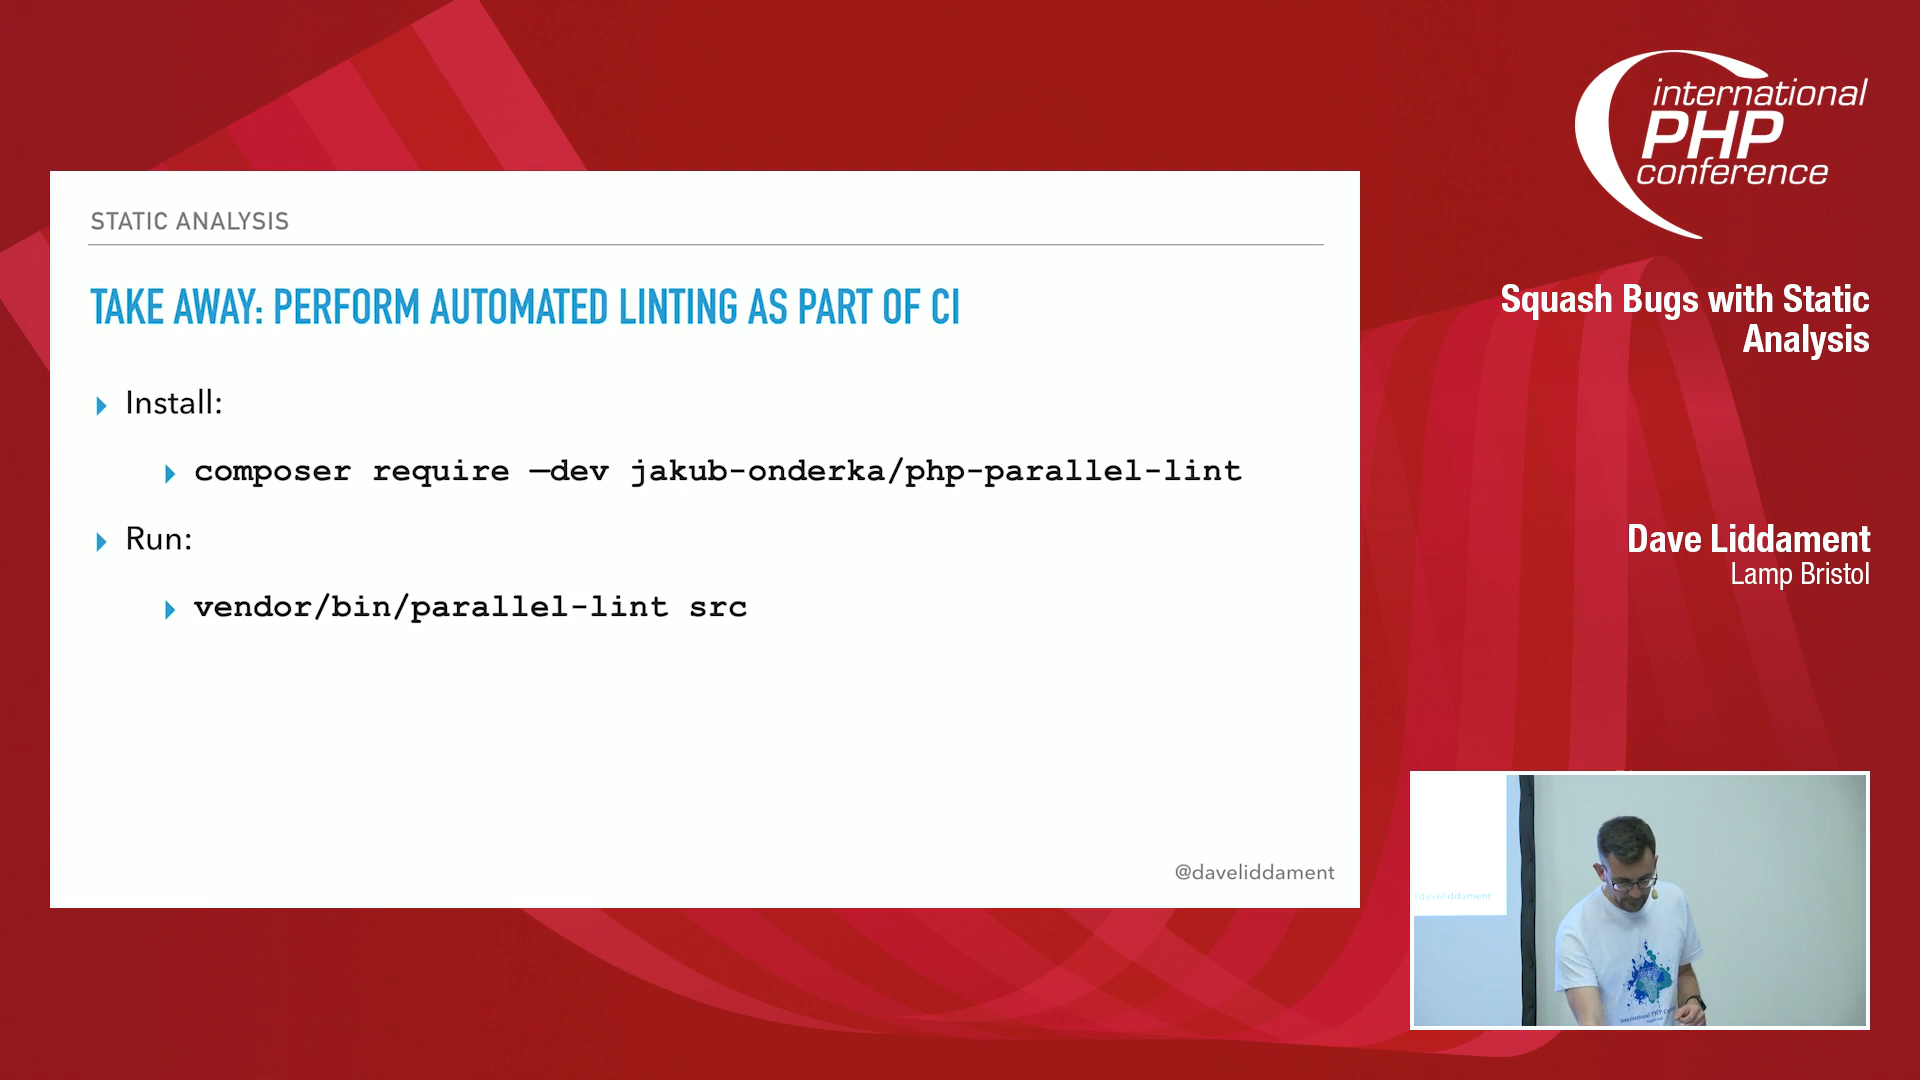 STATIC ANALYSIS
TAKE AWAY: PERFORM AUTOMATED LINTING AS PART OF CI
Install:
composer require —dev jakub-onderka/php-parallel-lint
Run:
vendor/bin/parallel-lint src
@daveliddament
international
PHP
conference
Squash Bugs with Static
Analysis
Dave Liddament
Lamp Bristol
@daveliddament